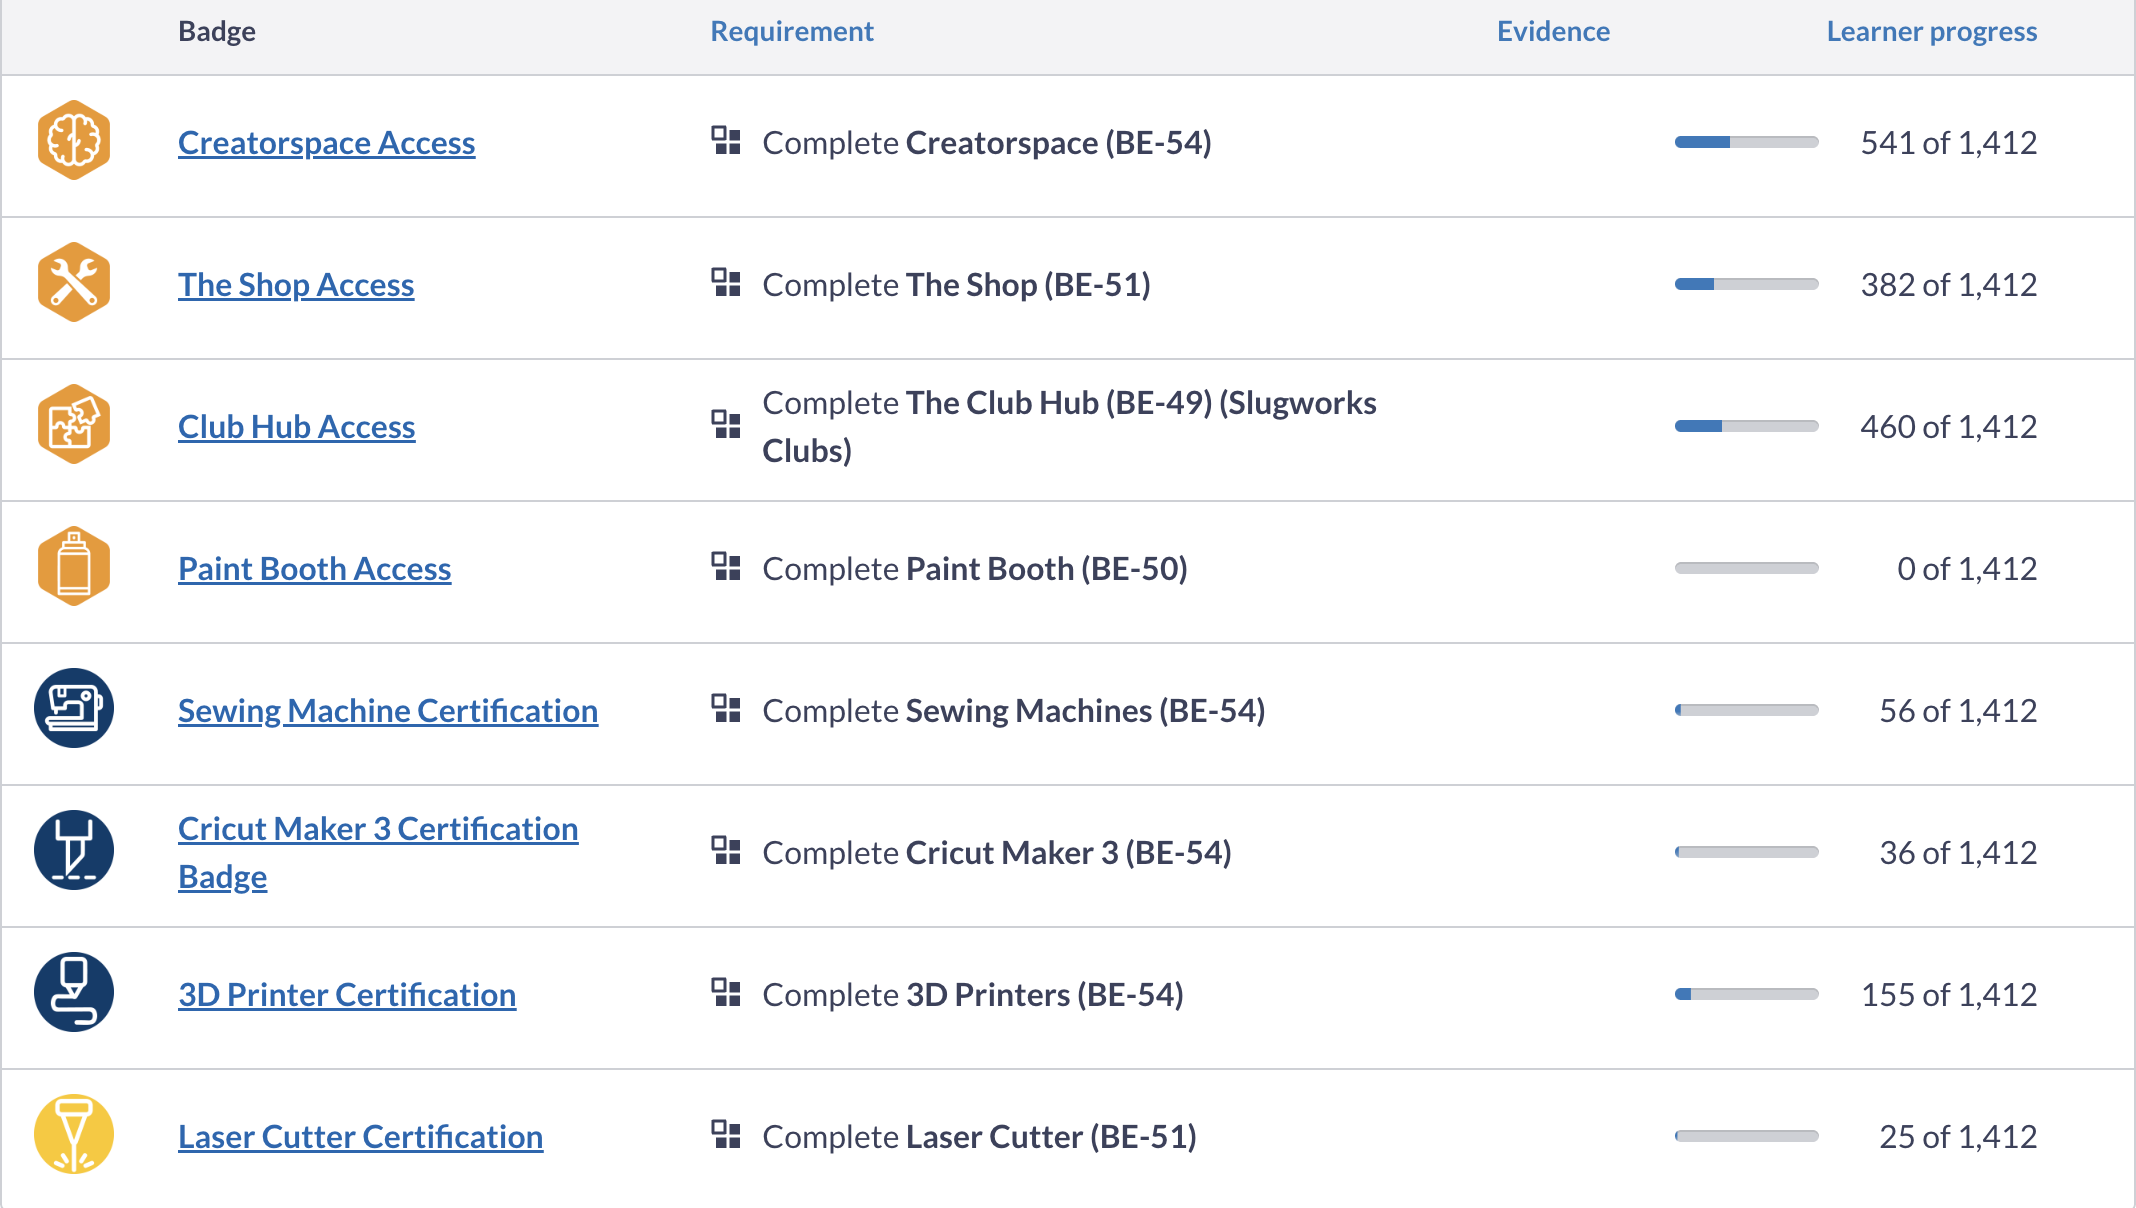 Badge Requirement Evidence Learner progress
Creatorspace Access Complete Creatorspace (BE-54) 541 of 1,412
The Shop Access Complete The Shop (BE-51) 382 of 1,412
Club Hub Access Complete The Club Hub (BE-49) (Slugworks
Clubs) 460 of 1,412
Paint Booth Access Complete Paint Booth (BE-50) 0 of 1,412
Sewing Machine Certification Complete Sewing Machines (BE-54) 56 of 1,412
Cricut Maker 3 Certification
Badge Complete Cricut Maker 3 (BE-54) 36 of 1,412
3D Printer Certification Complete 3D Printers (BE-54) 155 of 1,412
Laser Cutter Certification Complete Laser Cutter (BE-51) 25 of 1,412